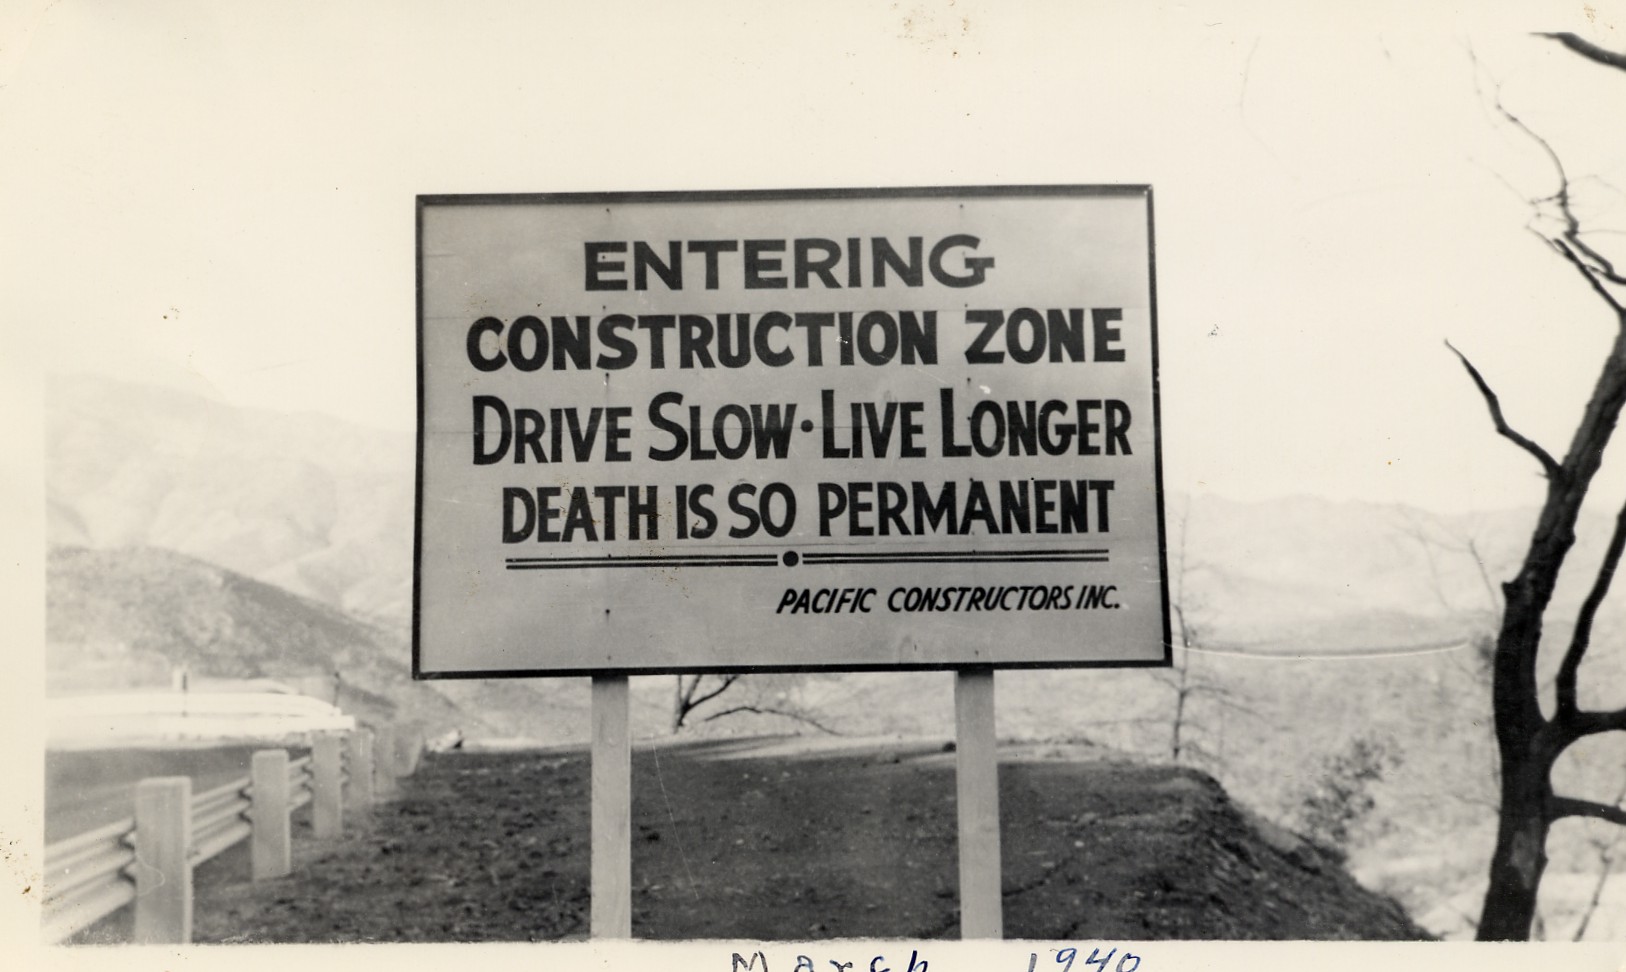 ENTERING
CONSTRUCTION ZONE
DRIVE SLOW • LIVE LONGER
DEATH IS SO PERMANENT
PACIFIC CONSTRUCTORS INC.
March 1940